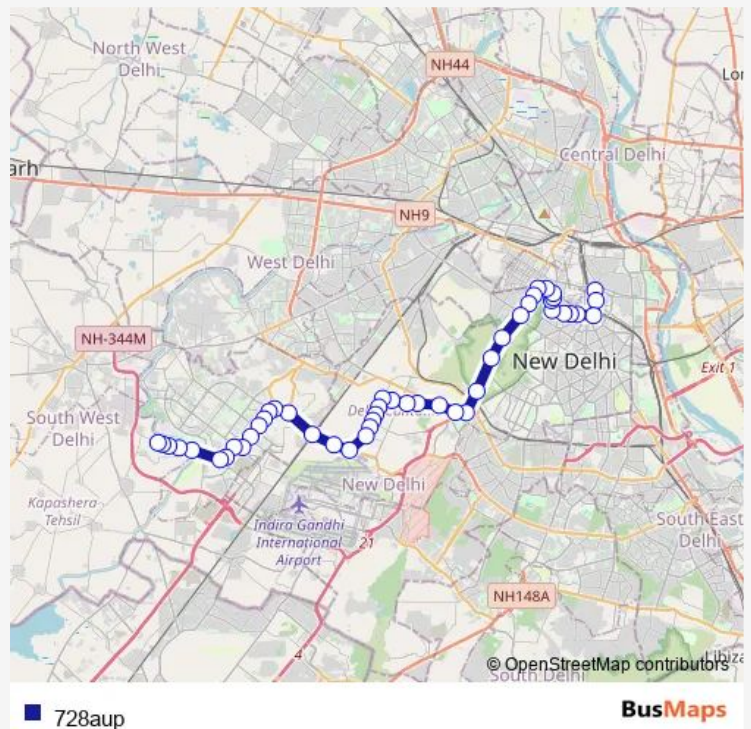 North West
Delhi
NH44
Central Delhi
arh
NH9
West Delhi
NH-344M
New Delhi
Exit 1
South West
Delhi
New Delhi
Kapashera
Tehsil
Indira Gandhi
International
Airport
21
South East
Delhi
NH148A
4
© OpenStreetMap contributors
South Delhi
728aup
BusMaps